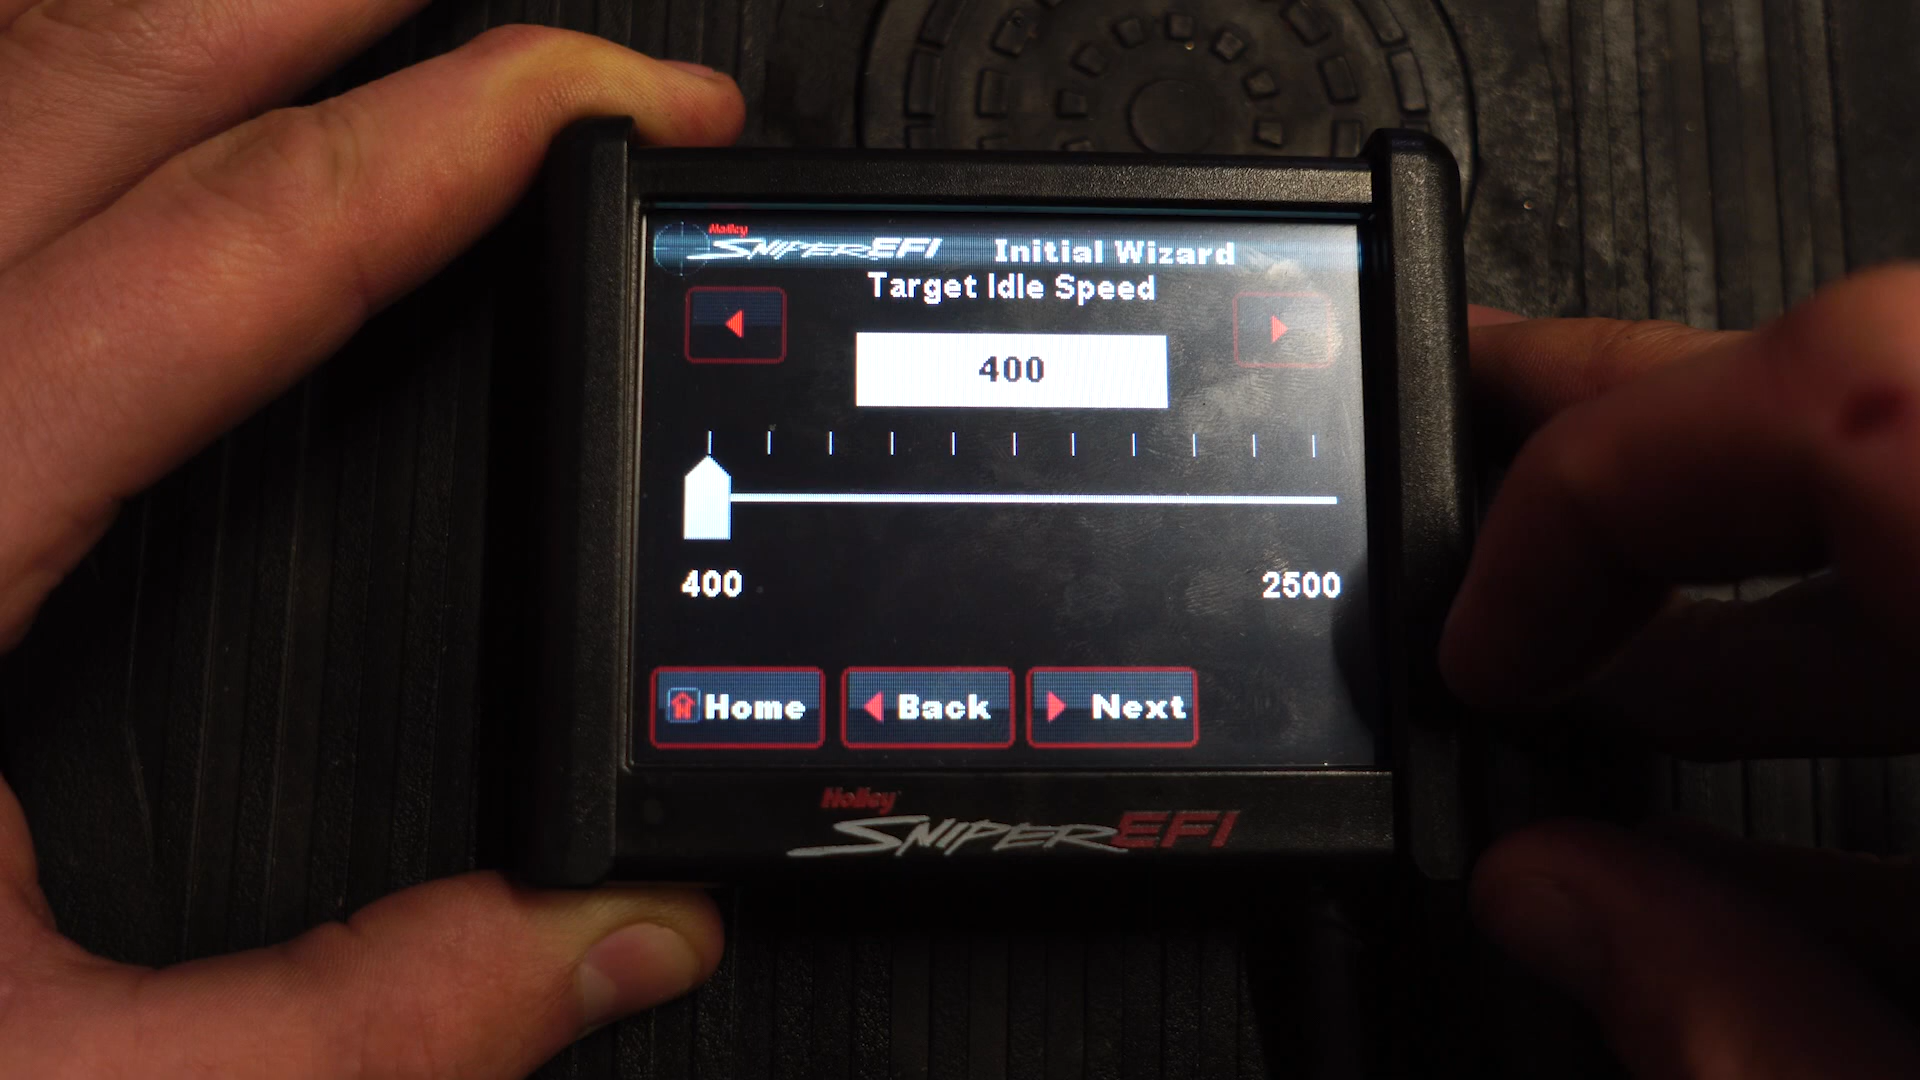 Holley
SNIPER EFI Initial Wizard
Target Idle Speed
400
400 2500
Home Back Next
Holley
SNIPER EFI